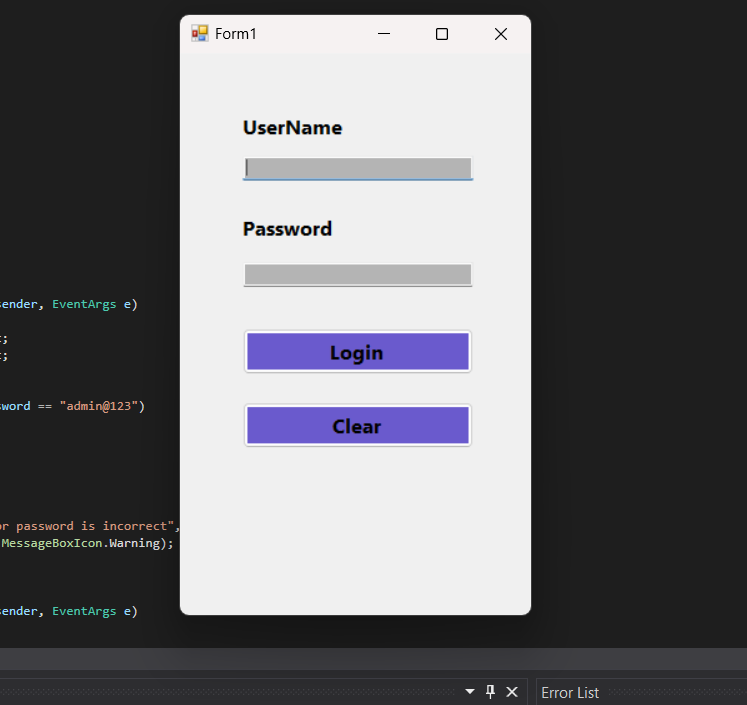 Form1
UserName
Password
Login
Clear
sender, EventArgs e)
t;
t;
sword == "admin@123")
or password is incorrect",
MessageBoxIcon.Warning);
sender, EventArgs e)
Error List